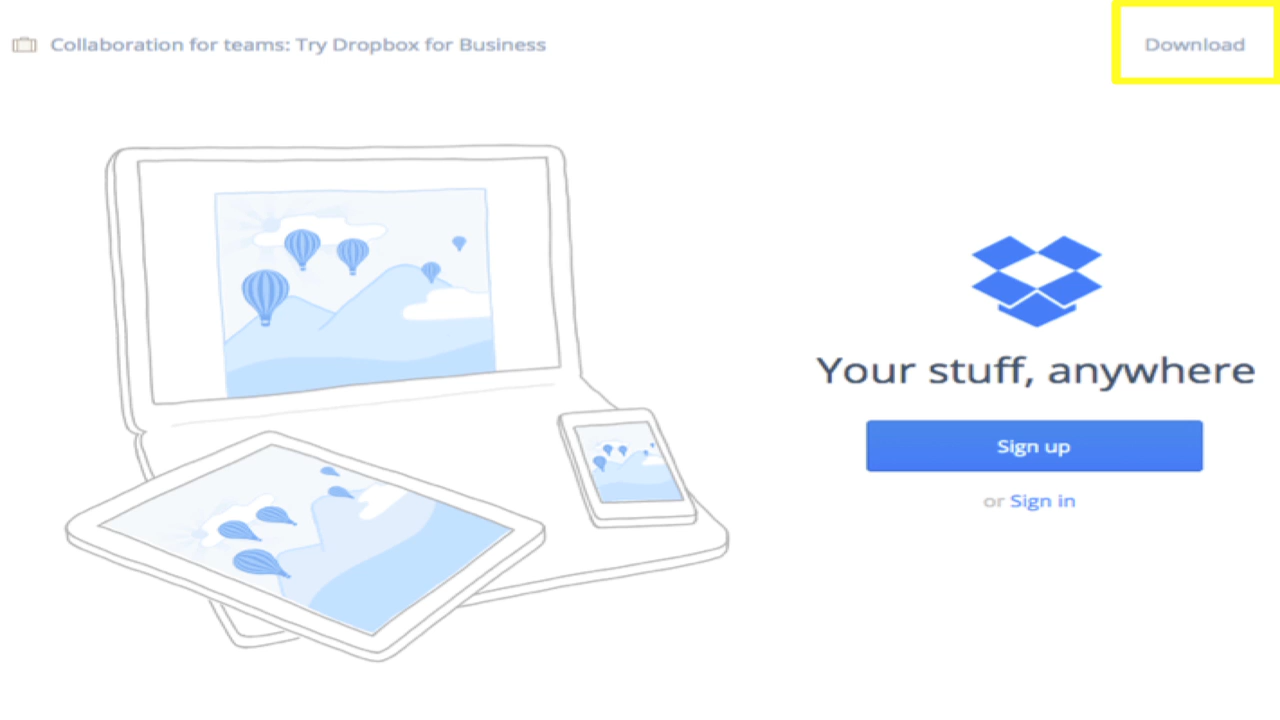 Collaboration for teams: Try Dropbox for Business
Download
Your stuff, anywhere
Sign up
or Sign in